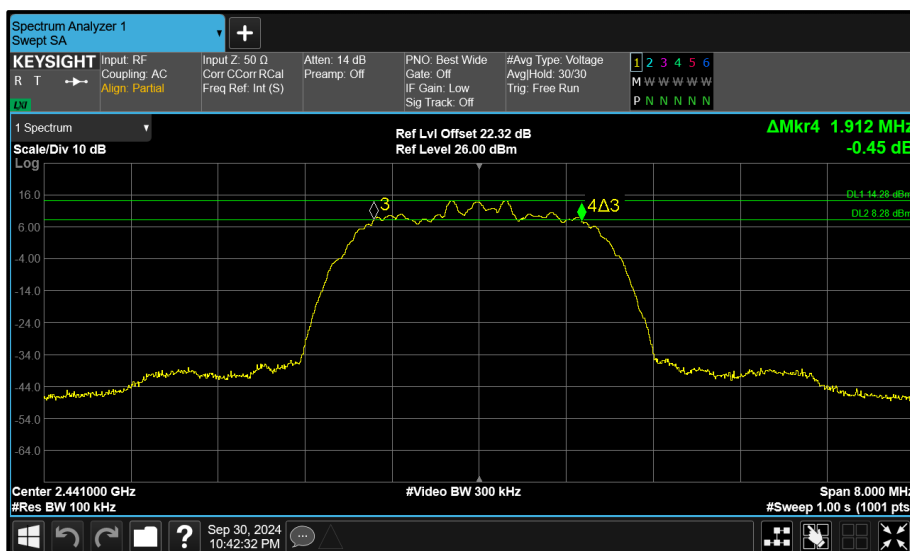 Spectrum Analyzer 1
Swept SA
KEYSIGHT
R T
LXI
Input: RF
Coupling: AC
Align: Partial
Input Z: 50 Ω
Corr CCorr RCal
Freq Ref: Int (S)
Atten: 14 dB
Preamp: Off
PNO: Best Wide
Gate: Off
IF Gain: Low
Sig Track: Off
#Avg Type: Voltage
Avg|Hold: 30/30
Trig: Free Run
1 2 3 4 5 6
M W W W W W
P N N N N N
1 Spectrum
Scale/Div 10 dB
Log
Ref Lvl Offset 22.32 dB
Ref Level 26.00 dBm
ΔMkr4 1.912 MHz
-0.45 dB
16.0
6.00
-4.00
-14.0
-24.0
-34.0
-44.0
-54.0
-64.0
3
4Δ3
DL1 14.28 dBm
DL2 8.28 dBm
Center 2.441000 GHz
#Res BW 100 kHz
#Video BW 300 kHz
Span 8.000 MHz
#Sweep 1.00 s (1001 pts
?
Sep 30, 2024
10:42:32 PM